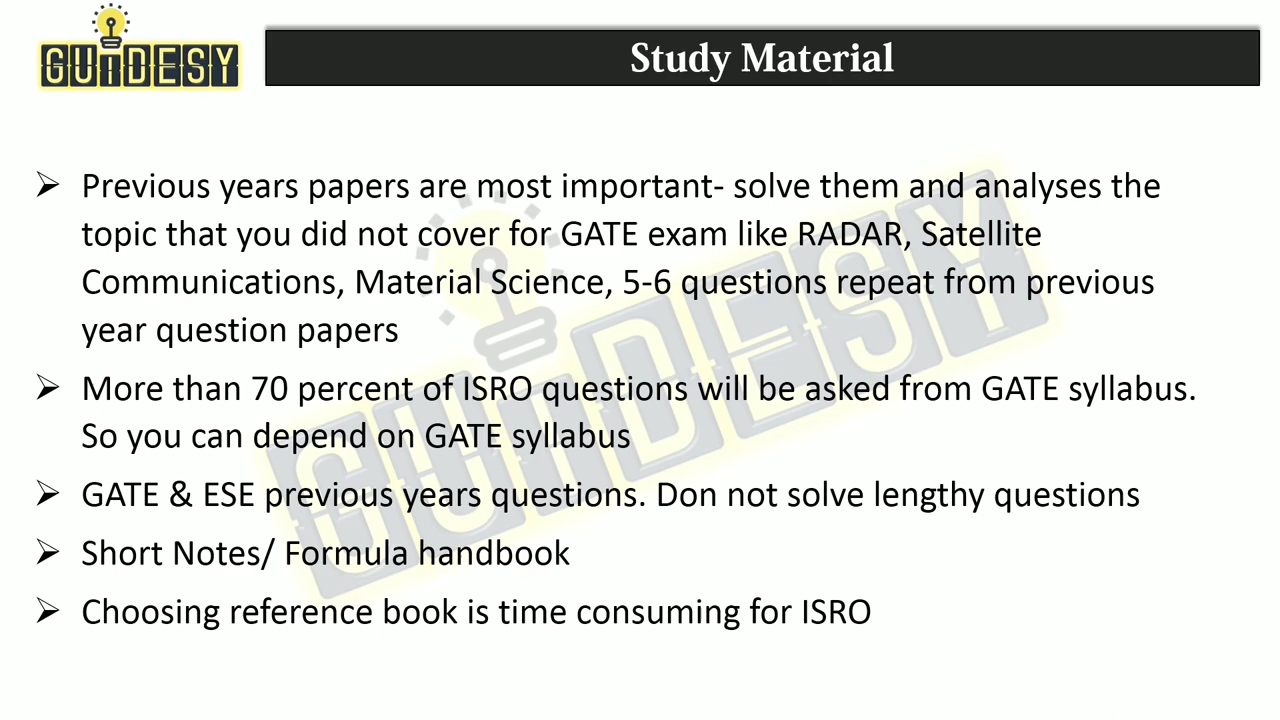 GUIDESY
Study Material
➢ Previous years papers are most important- solve them and analyses the
topic that you did not cover for GATE exam like RADAR, Satellite
Communications, Material Science, 5-6 questions repeat from previous
year question papers
➢ More than 70 percent of ISRO questions will be asked from GATE syllabus.
So you can depend on GATE syllabus
➢ GATE & ESE previous years questions. Don not solve lengthy questions
➢ Short Notes/ Formula handbook
➢ Choosing reference book is time consuming for ISRO
GUIDESY